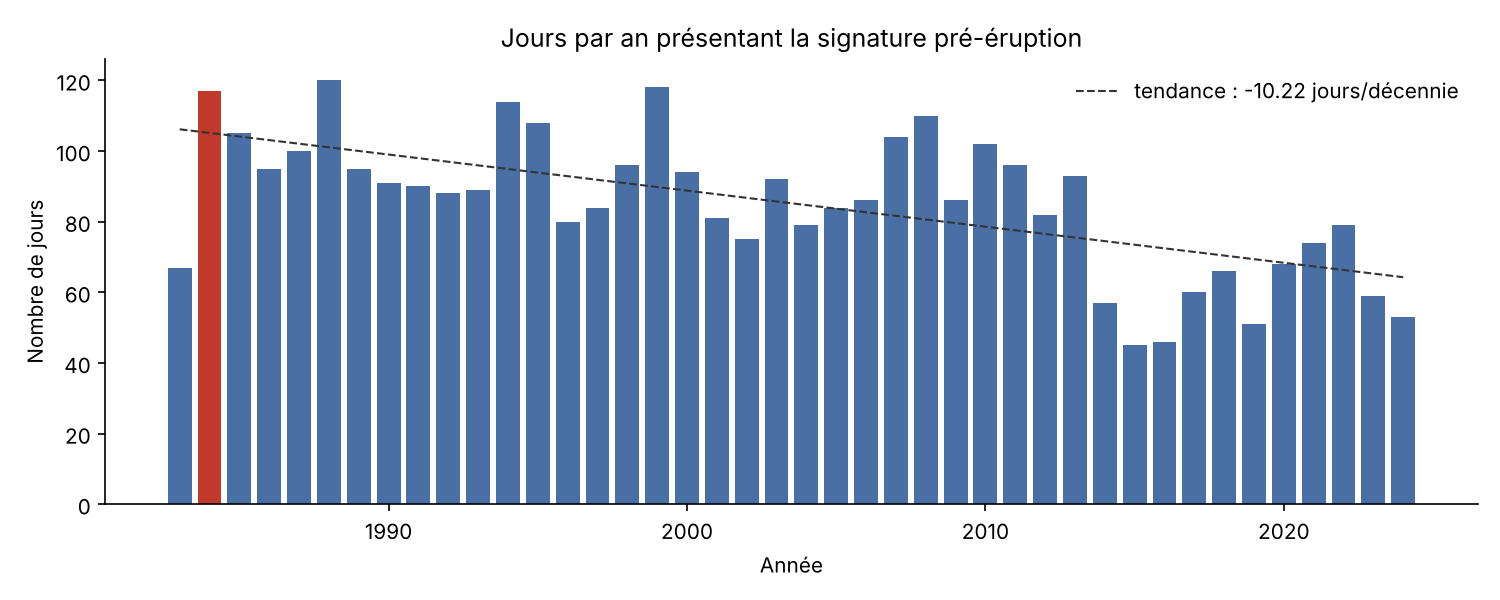 Jours par an présentant la signature pré-éruption
tendance : -10.22 jours/décennie
Nombre de jours
120
100
80
60
40
20
0
1990
2000
2010
2020
Année